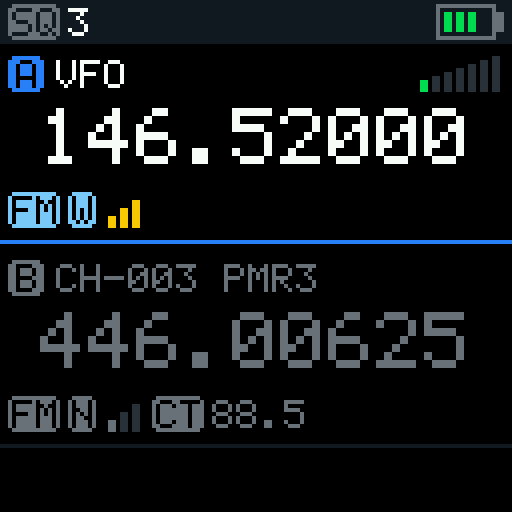 SQ 3
A VFO
146.52000
FM W
B CH-003 PMR3
446.00625
FM N CT 88.5